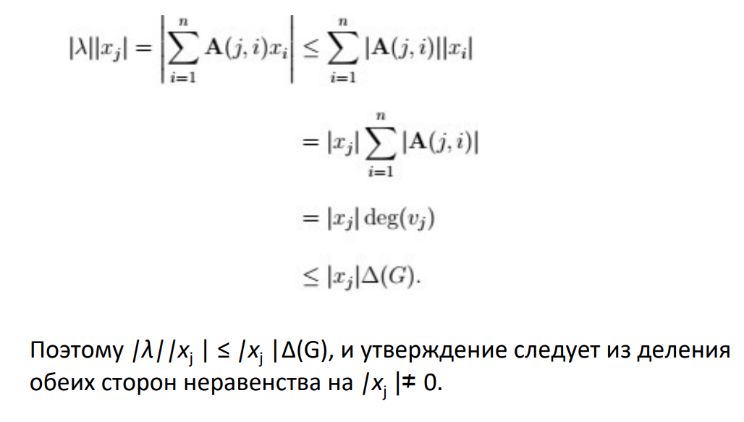 |λ||x_j| = |∑_{i=1}^{n} A(j, i)x_i| ≤ ∑_{i=1}^{n} |A(j, i)||x_i|
= |x_j| ∑_{i=1}^{n} |A(j, i)|
= |x_j| deg(v_j)
≤ |x_j|Δ(G).
Поэтому |λ||x_j | ≤ |x_j |Δ(G), и утверждение следует из деления
обеих сторон неравенства на |x_j |≠ 0.